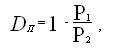 Dл = 1 - P₁/P₂ ,